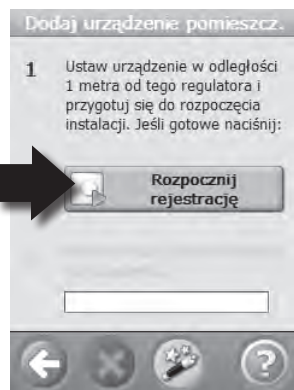 Dodaj urządzenie pomieszcz.
1 Ustaw urządzenie w odległości
1 metra od tego regulatora i
przygotuj się do rozpoczęcia
instalacji. Jeśli gotowe naciśnij:
Rozpocznij
rejestrację
?